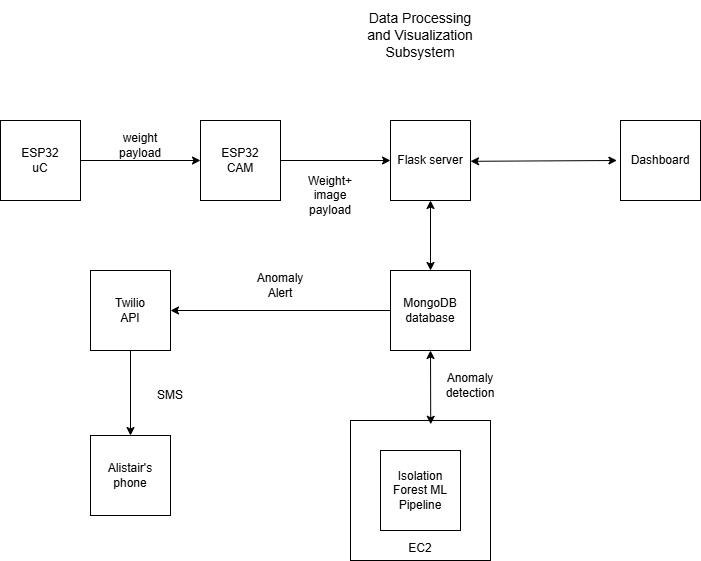 Data Processing
and Visualization
Subsystem
ESP32
uC
weight
payload
ESP32
CAM
Weight+
image
payload
Flask server
Dashboard
Twilio
API
Anomaly
Alert
MongoDB
database
SMS
Anomaly
detection
Alistair's
phone
Isolation
Forest ML
Pipeline
EC2